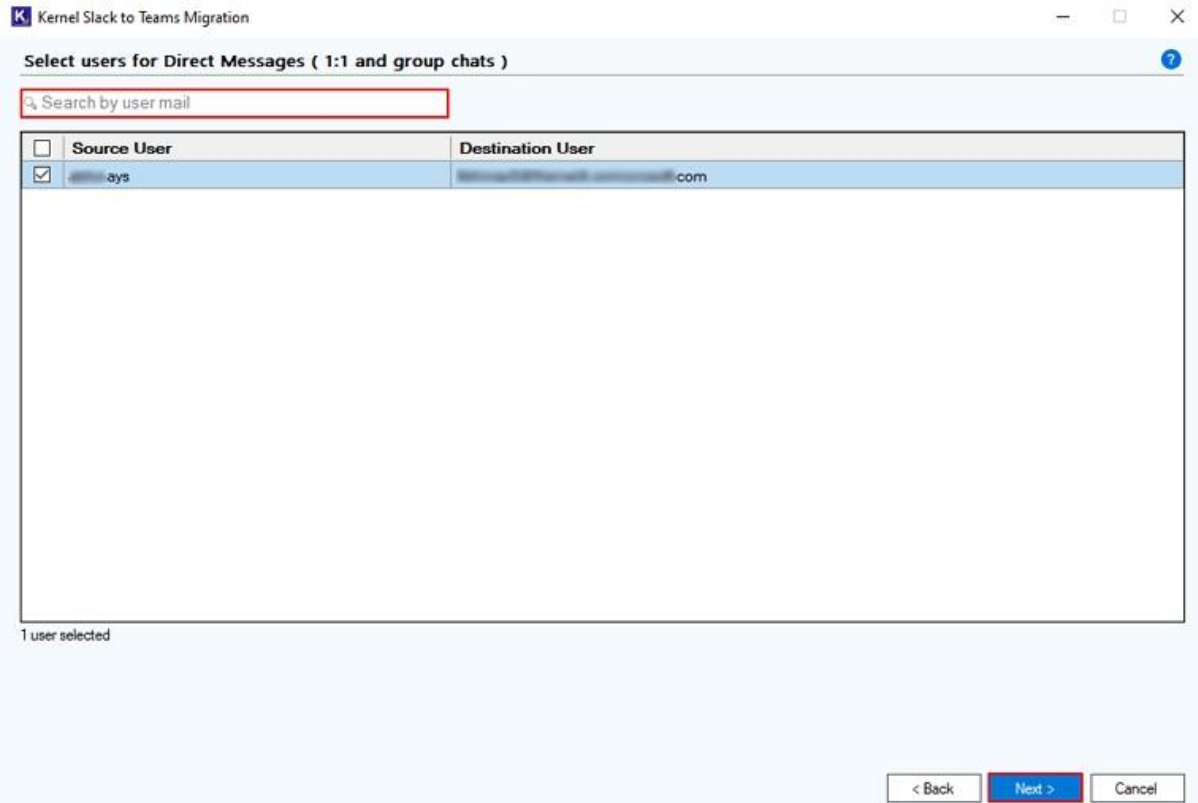 Kernel Slack to Teams Migration
Select users for Direct Messages ( 1:1 and group chats )
?
Search by user mail
Source User Destination User
ays com
1 user selected
< Back Next > Cancel